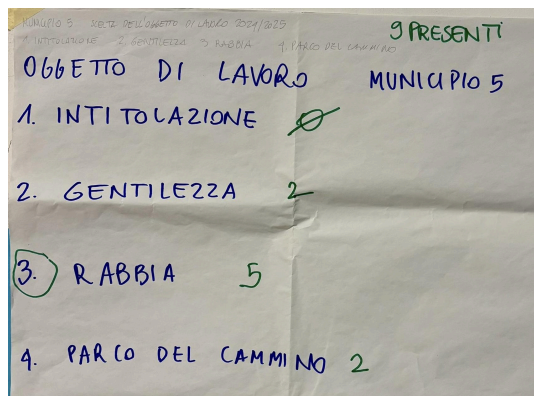 MUNICIPIO 5 SCELTA DELL'OGGETTO DI LAVORO 2024/2025
1. INTITOLAZIONE 2. GENTILEZZA 3 RABBIA 4. PARCO DEL CAMMINO
9 PRESENTI
OGGETTO DI LAVORO MUNICIPIO 5
1. INTITOLAZIONE Ø
2. GENTILEZZA 2
3. RABBIA 5
4. PARCO DEL CAMMINO 2